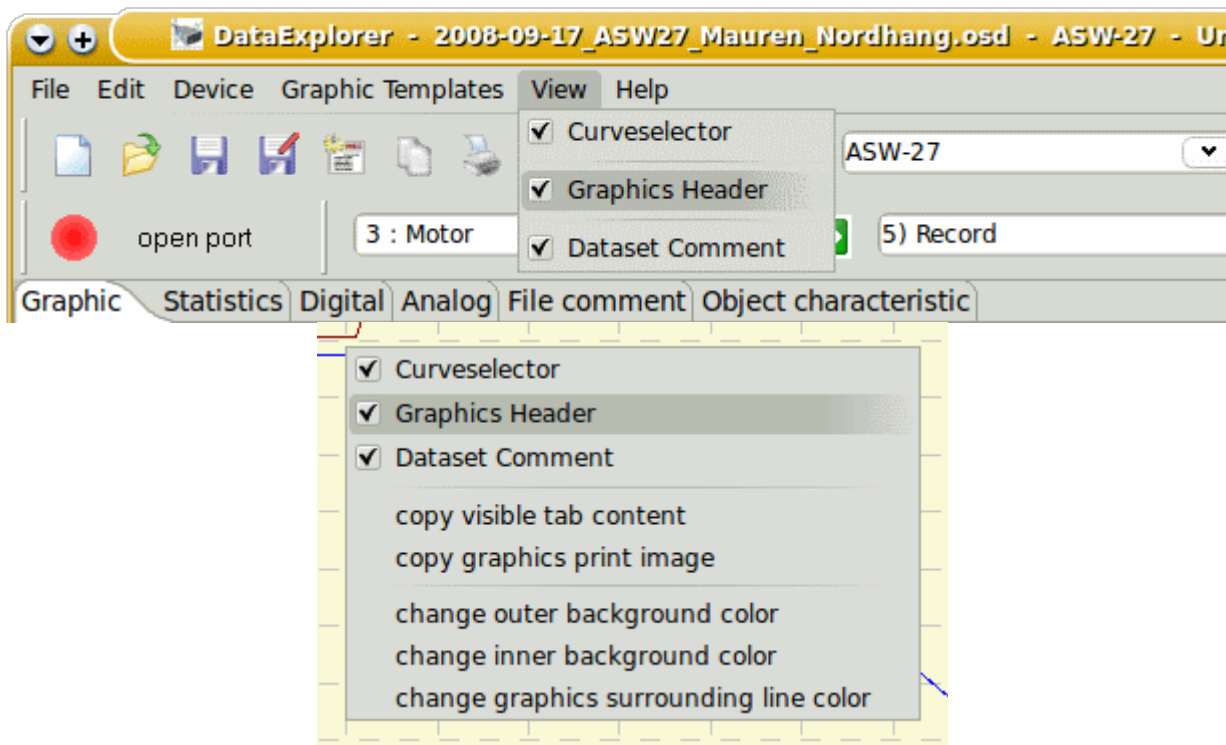 DataExplorer - 2008-09-17_ASW27_Mauren_Nordhang.osd - ASW-27 - Un
File Edit Device Graphic Templates View Help
Curveselector
ASW-27
Graphics Header
open port 3 : Motor 5) Record
Dataset Comment
Graphic Statistics Digital Analog File comment Object characteristic
Curveselector
Graphics Header
Dataset Comment
copy visible tab content
copy graphics print image
change outer background color
change inner background color
change graphics surrounding line color